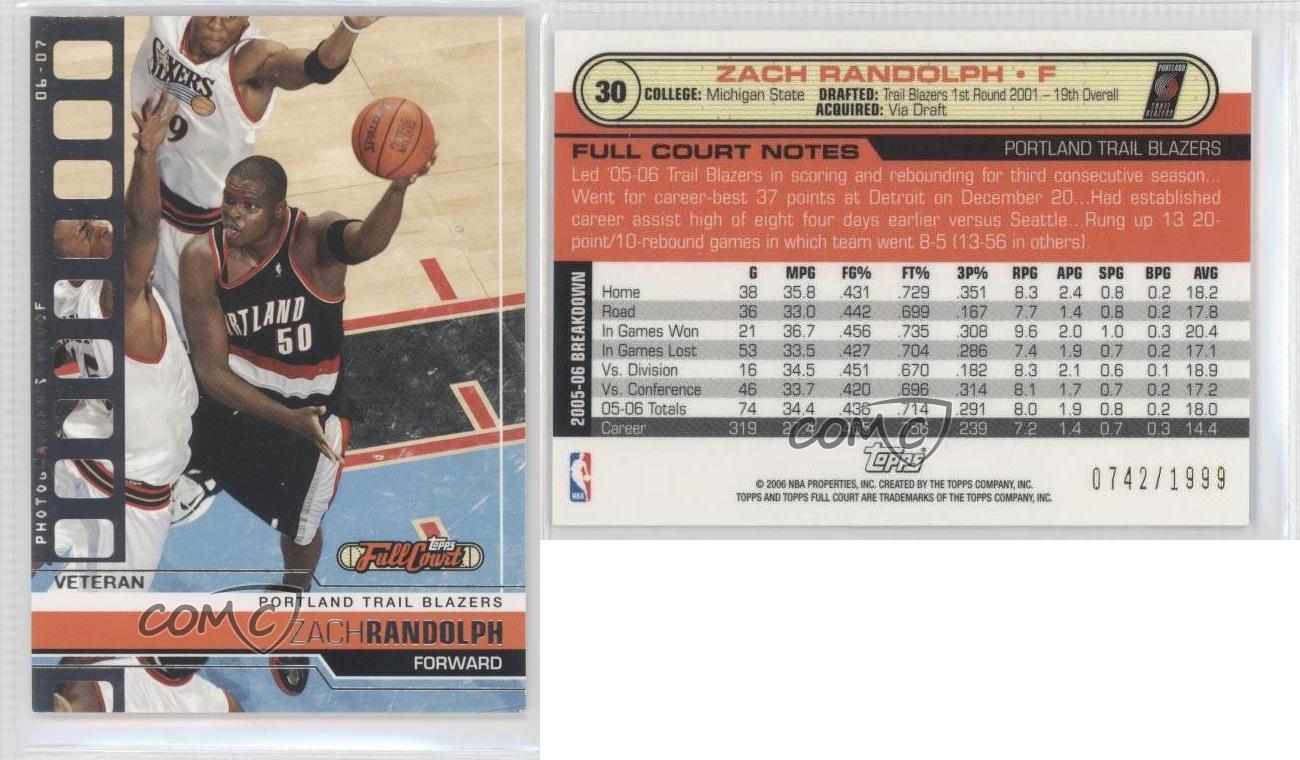 06-07
SIXERS
9
SPALDING
PORTLAND
50
PHOTOGRAPHER'S PROOF
topps
Full Court
VETERAN
PORTLAND TRAIL BLAZERS
COMC
ZACH RANDOLPH
FORWARD
30
ZACH RANDOLPH • F
COLLEGE: Michigan State DRAFTED: Trail Blazers 1st Round 2001 – 19th Overall
ACQUIRED: Via Draft
PORTLAND
TRAIL
BLAZERS
FULL COURT NOTES
PORTLAND TRAIL BLAZERS
Led '05-06 Trail Blazers in scoring and rebounding for third consecutive season...
Went for career-best 37 points at Detroit on December 20...Had established
career assist high of eight four days earlier versus Seattle...Rung up 13 20-
point/10-rebound games in which team went 8-5 (13-56 in others).
2005-06 BREAKDOWN
G MPG FG% FT% 3P% RPG APG SPG BPG AVG
Home 38 35.8 .431 .729 .351 8.3 2.4 0.8 0.2 18.2
Road 36 33.0 .442 .699 .167 7.7 1.4 0.8 0.2 17.8
In Games Won 21 36.7 .456 .735 .308 9.6 2.0 1.0 0.3 20.4
In Games Lost 53 33.5 .427 .704 .286 7.4 1.9 0.7 0.2 17.1
Vs. Division 16 34.5 .451 .670 .182 8.3 2.1 0.6 0.1 18.9
Vs. Conference 46 33.7 .420 .696 .314 8.1 1.7 0.7 0.2 17.2
05-06 Totals 74 34.4 .436 .714 .291 8.0 1.9 0.8 0.2 18.0
Career 319 .239 7.2 1.4 0.7 0.3 14.4
COMC
topps
NBA
© 2006 NBA PROPERTIES, INC. CREATED BY THE TOPPS COMPANY, INC.
TOPPS AND TOPPS FULL COURT ARE TRADEMARKS OF THE TOPPS COMPANY, INC.
0742/1999